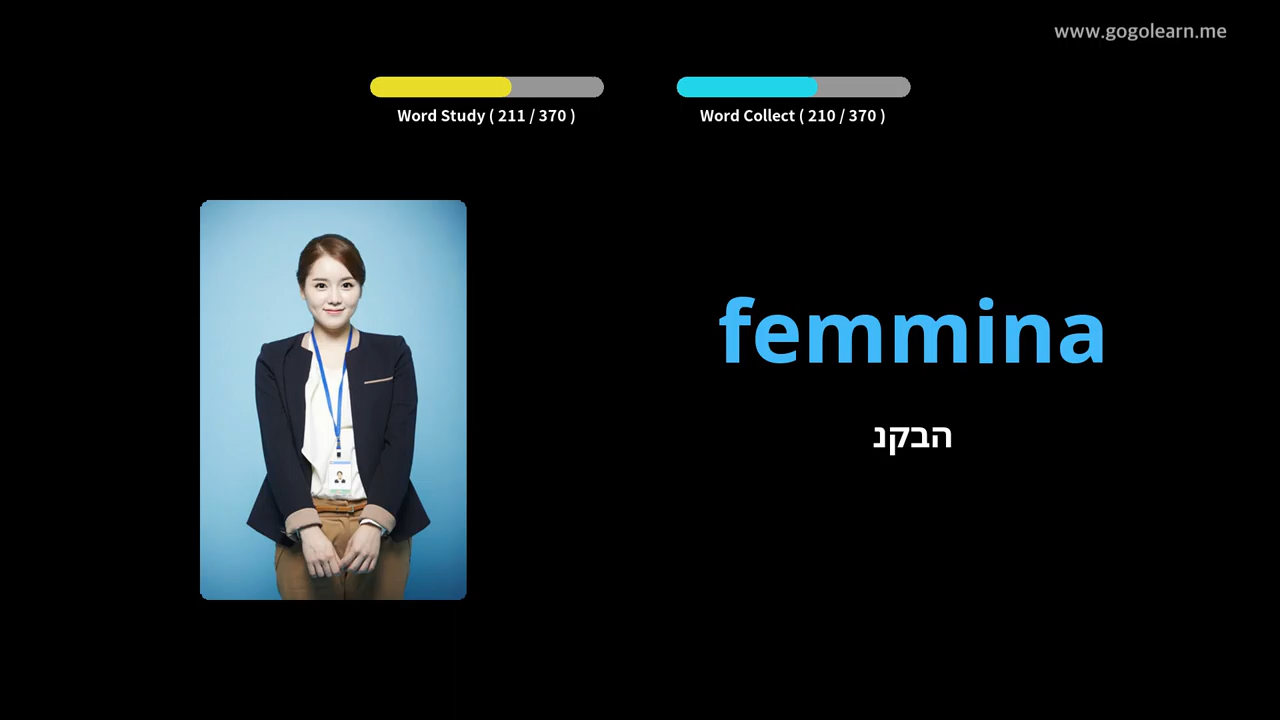 www.gogolearn.me
Word Study ( 211 / 370 )
Word Collect ( 210 / 370 )
femmina
הבקנ